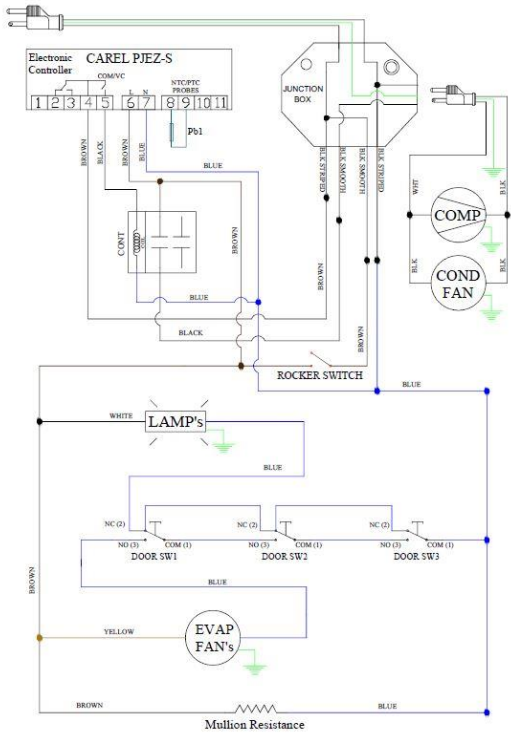 Electronic
Controller
CAREL PJEZ-S
COM/VC
L N
NTC/PTC
PROBES
1 2 3 4 5 6 7 8 9 10 11
Pb1
JUNCTION
BOX
BROWN
BLACK
BROWN
BLUE
BLUE
BLK STRIPED
BLK SMOOTH
BLK SMOOTH
BLK STRIPED
WHT
BLK
COMP
BLK
BLK
COND
FAN
CONT
COIL
BROWN
BROWN
BLUE
BLACK
BROWN
ROCKER SWITCH
BLUE
WHITE
LAMP's
BLUE
NC (2)
NO (3)
COM (1)
DOOR SW1
NC (2)
NO (3)
COM (1)
DOOR SW2
NC (2)
NO (3)
COM (1)
DOOR SW3
BROWN
BLUE
YELLOW
EVAP
FAN's
BROWN
BLUE
Mullion Resistance